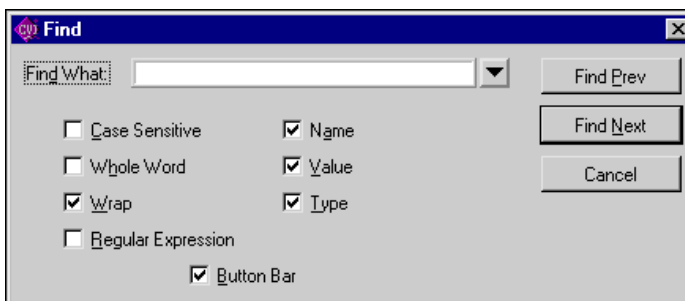 CVI Find
Find What:
Find Prev
Case Sensitive
Name
Find Next
Whole Word
Value
Cancel
Wrap
Type
Regular Expression
Button Bar